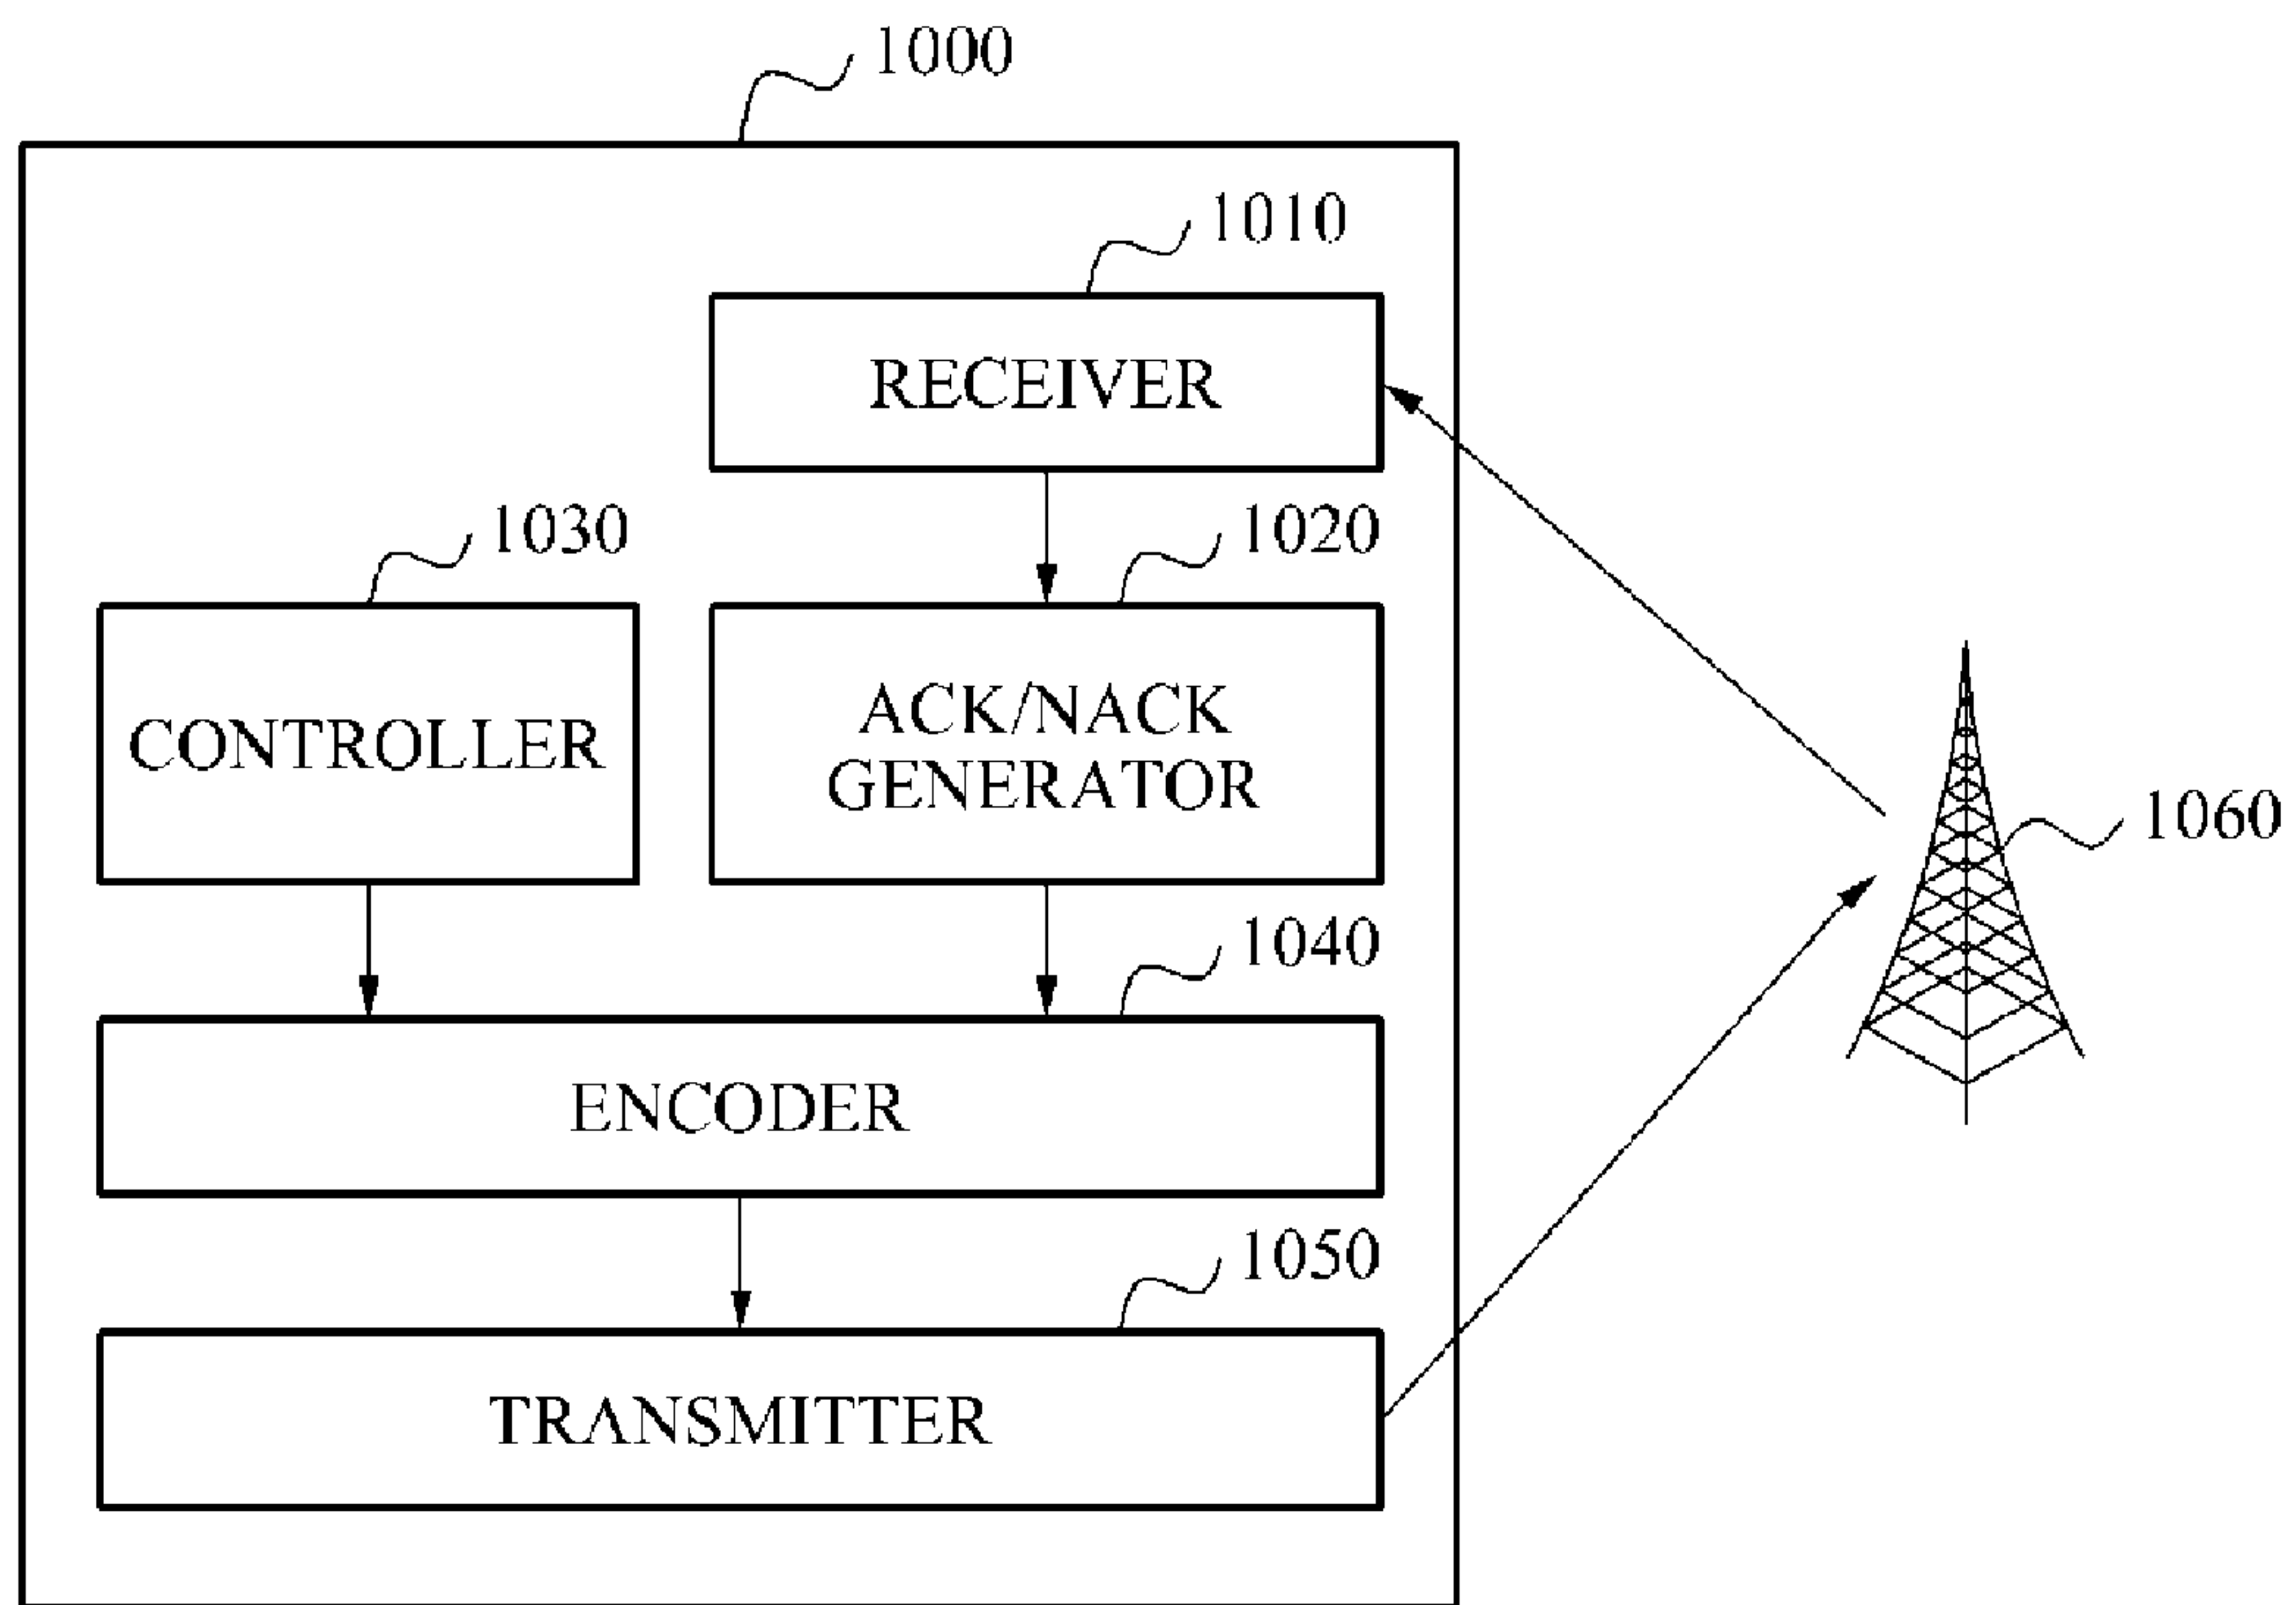 1000
1010
RECEIVER
1030
1020
CONTROLLER
ACK/NACK
GENERATOR
1060
1040
ENCODER
1050
TRANSMITTER